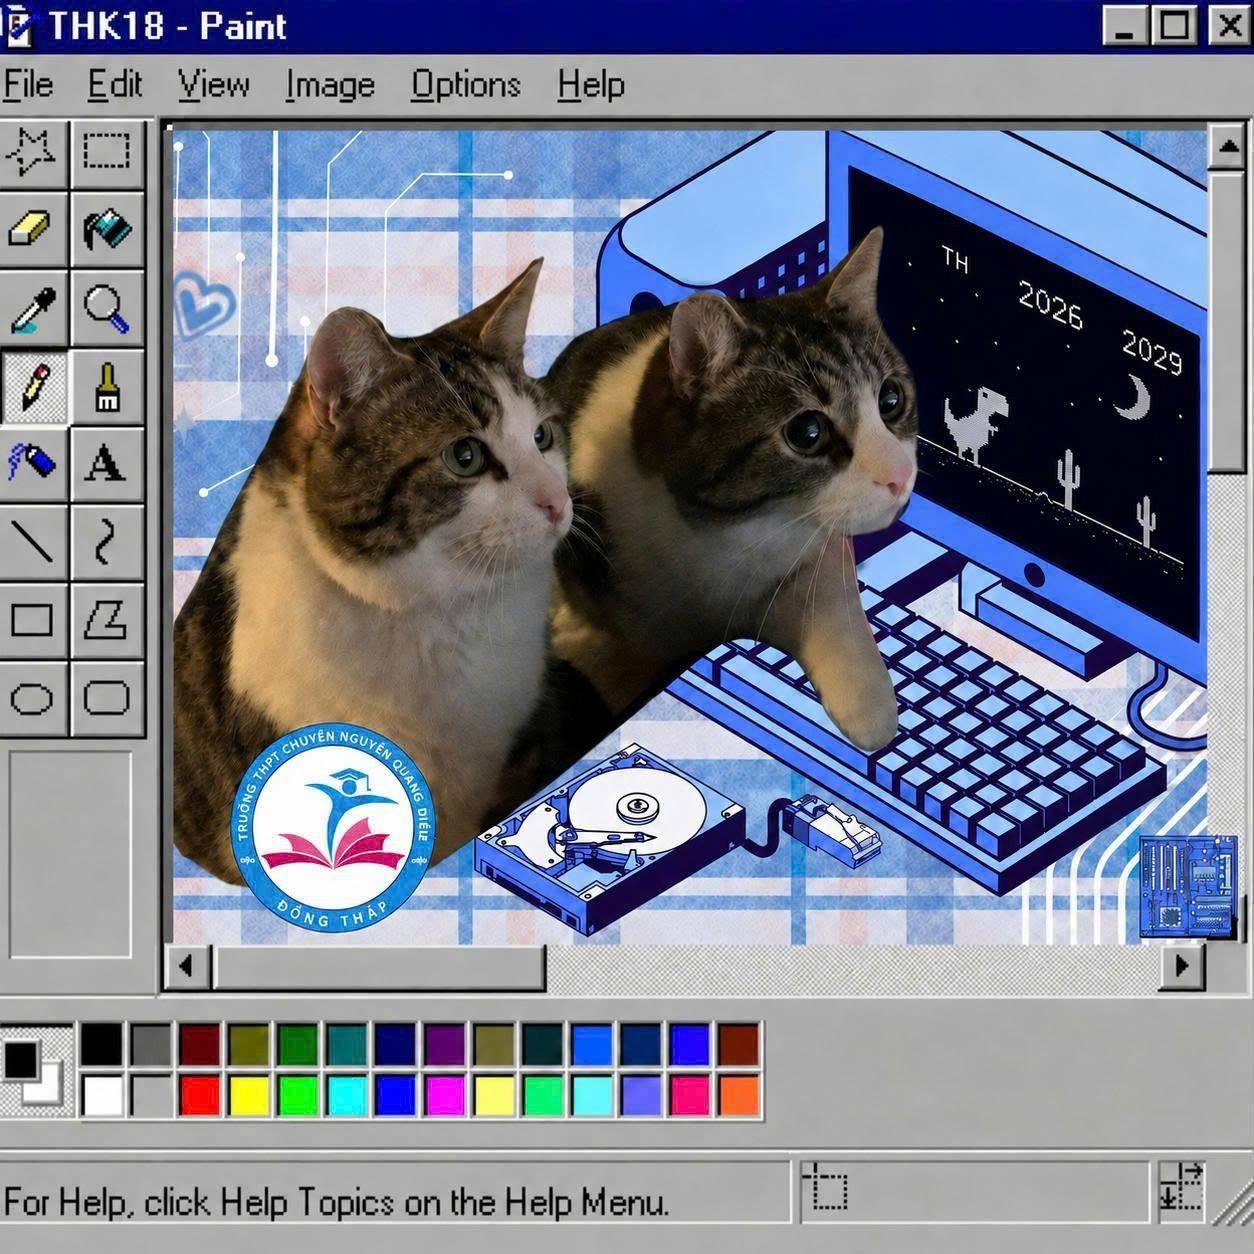 THK18 - Paint
File Edit View Image Options Help
TH 2026 2029
A
TRƯỜNG THPT CHUYÊN NGUYỄN QUANG DIÊU
ĐỒNG THÁP
For Help, click Help Topics on the Help Menu.